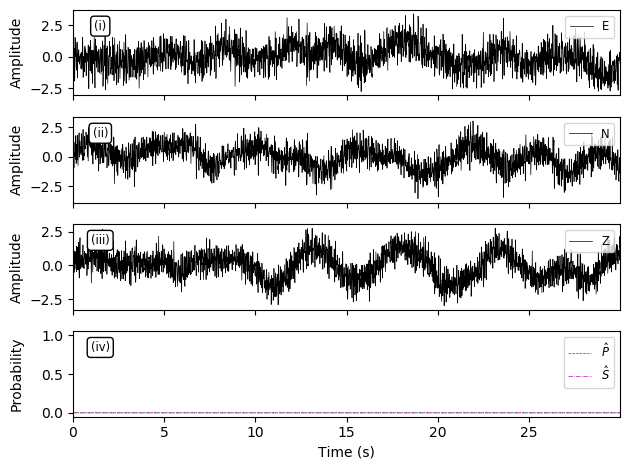 Amplitude
2.5
0.0
−2.5
(i)
E
Amplitude
2.5
0.0
−2.5
(ii)
N
Amplitude
2.5
0.0
−2.5
(iii)
Z
Probability
1.0
0.5
0.0
(iv)
P̂
Ŝ
0 5 10 15 20 25
Time (s)